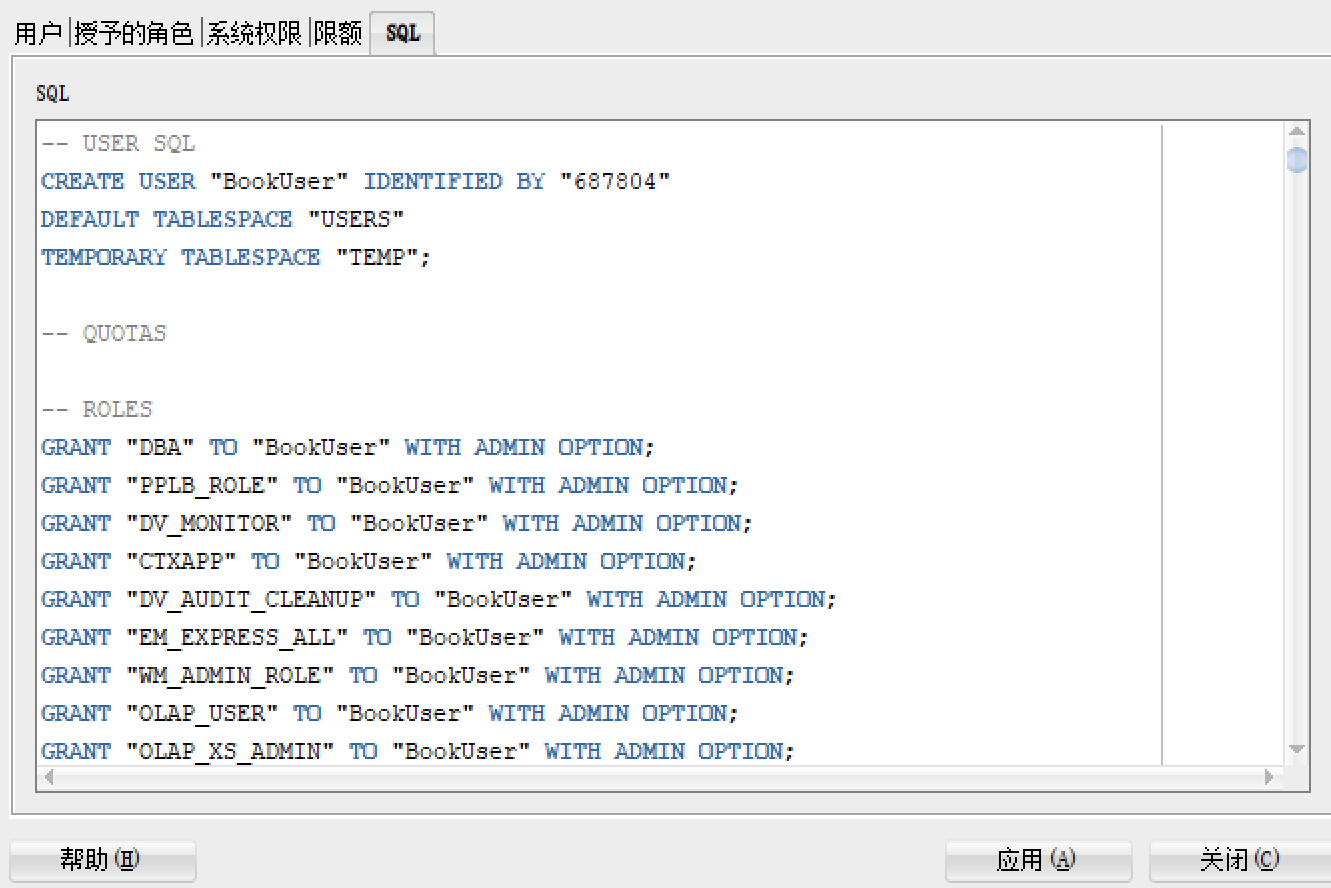 用户 授予的角色 系统权限 限额 SQL
SQL
-- USER SQL
CREATE USER "BookUser" IDENTIFIED BY "687804"
DEFAULT TABLESPACE "USERS"
TEMPORARY TABLESPACE "TEMP";
-- QUOTAS
-- ROLES
GRANT "DBA" TO "BookUser" WITH ADMIN OPTION;
GRANT "PPLB_ROLE" TO "BookUser" WITH ADMIN OPTION;
GRANT "DV_MONITOR" TO "BookUser" WITH ADMIN OPTION;
GRANT "CTXAPP" TO "BookUser" WITH ADMIN OPTION;
GRANT "DV_AUDIT_CLEANUP" TO "BookUser" WITH ADMIN OPTION;
GRANT "EM_EXPRESS_ALL" TO "BookUser" WITH ADMIN OPTION;
GRANT "WM_ADMIN_ROLE" TO "BookUser" WITH ADMIN OPTION;
GRANT "OLAP_USER" TO "BookUser" WITH ADMIN OPTION;
GRANT "OLAP_XS_ADMIN" TO "BookUser" WITH ADMIN OPTION;
帮助(H) 应用(A) 关闭(C)